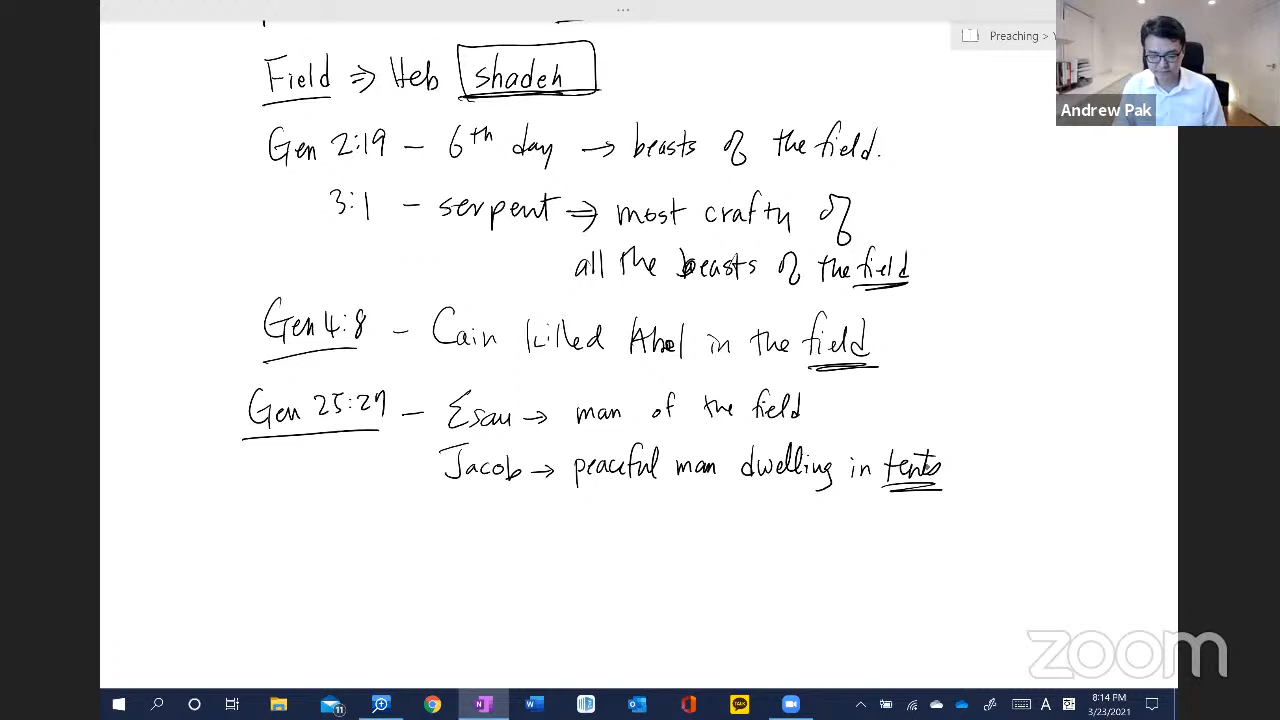 Preaching >
Field ⇒ Heb shadeh
Andrew Pak
Gen 2:19 - 6th day → beasts of the field.
3:1 - serpent ⇒ most crafty of
all the beasts of the field
Gen 4:8 - Cain killed Abel in the field
Gen 25:27 - Esau → man of the field
Jacob → peaceful man dwelling in tents
zoom
11
TALK
A
8:14 PM
3/23/2021